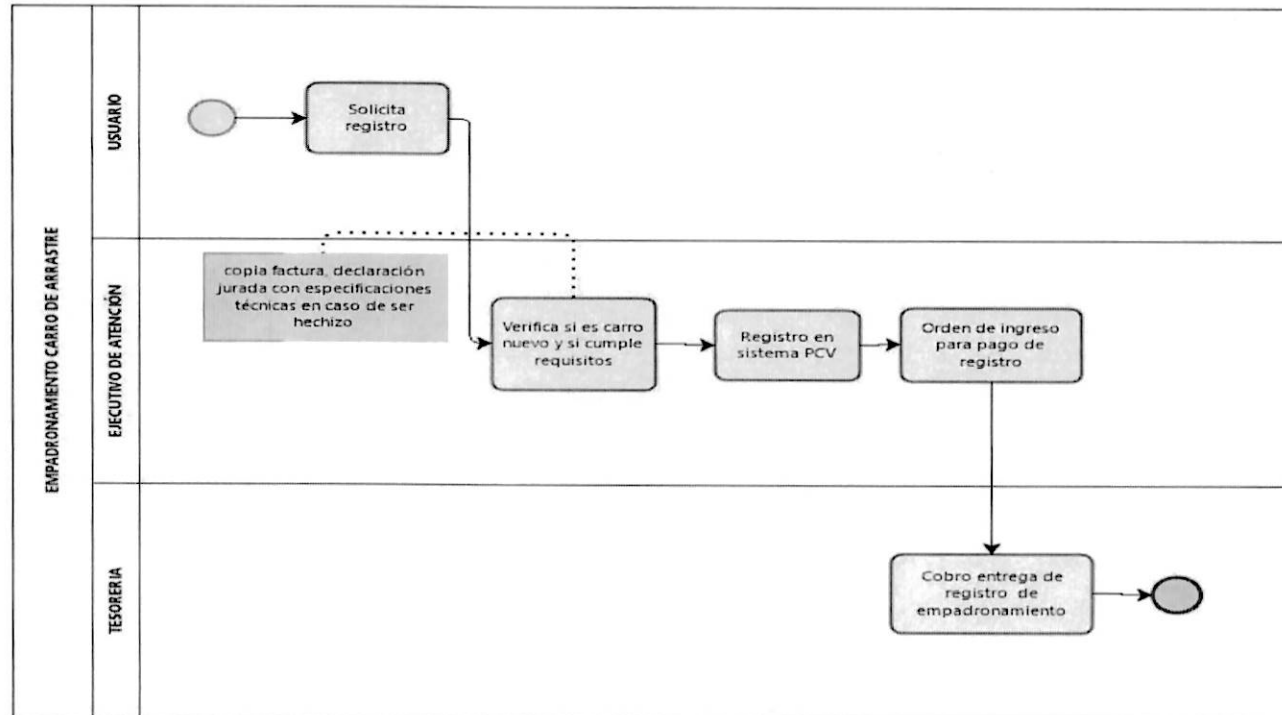 EMPADRONAMIENTO CARRO DE ARRASTRE
USUARIO
Solicita
registro
EJECUTIVO DE ATENCIÓN
copia factura, declaración
jurada con especificaciones
técnicas en caso de ser
hechizo
Verifica si es carro
nuevo y si cumple
requisitos
Registro en
sistema PCV
Orden de ingreso
para pago de
registro
TESORERIA
Cobro entrega de
registro de
empadronamiento